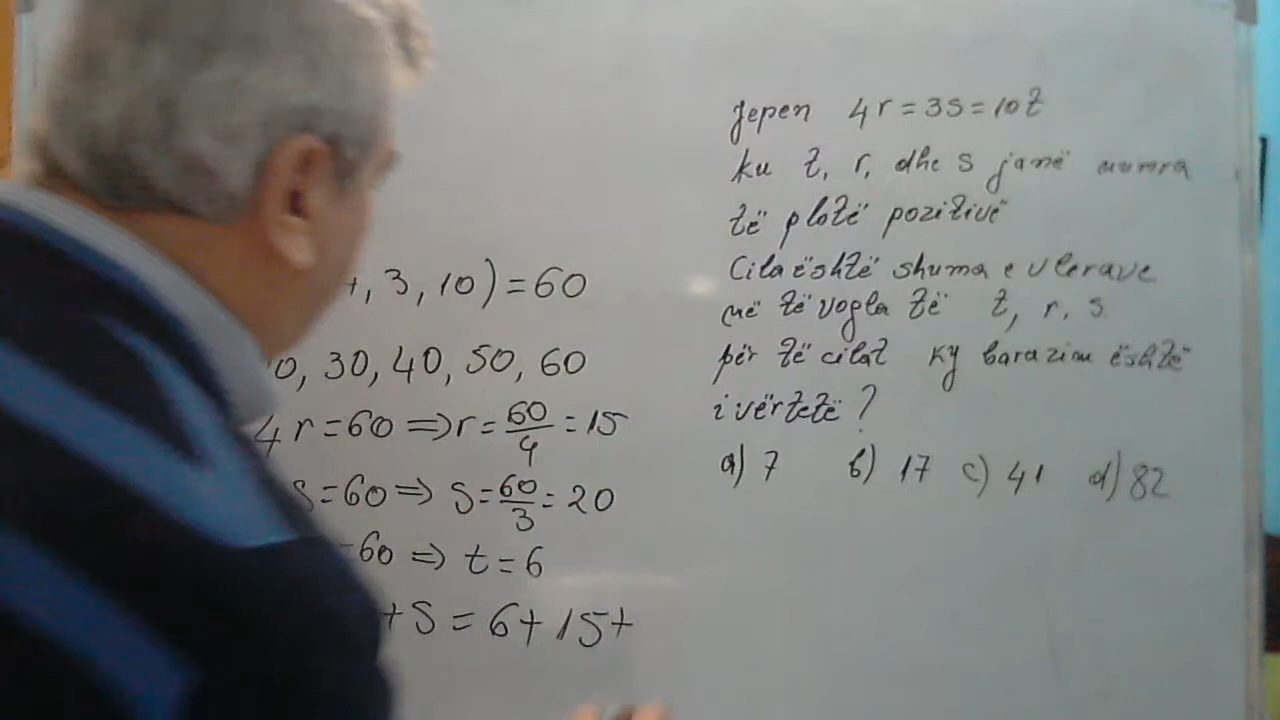 , 3, 10) = 60
0, 30, 40, 50, 60
4r = 60 => r = 60/4 = 15
s = 60 => s = 60/3 = 20
60 => t = 6
+ s = 6 + 15 +
Jepen 4r = 3s = 10t
ku t, r, dhe s janë numra
të plotë pozitivë
Cila është shuma e vlerave
më të vogla të t, r, s
për të cilat ky barazim është
i vërtetë?
a) 7 b) 17 c) 41 d) 82